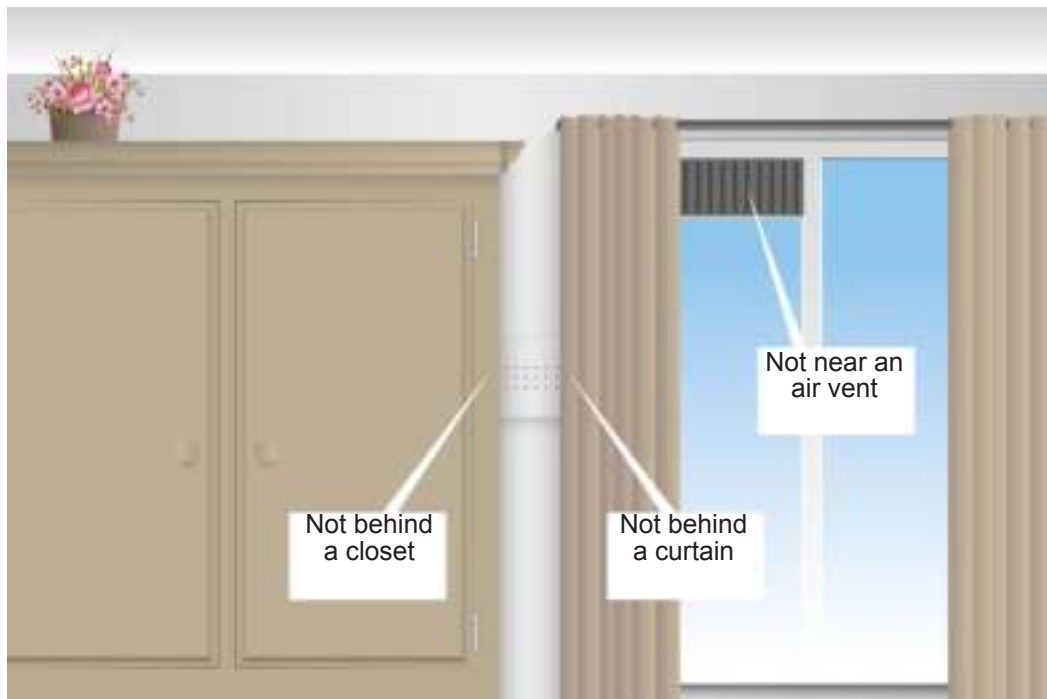 Not near an
air vent
Not behind
a closet
Not behind
a curtain